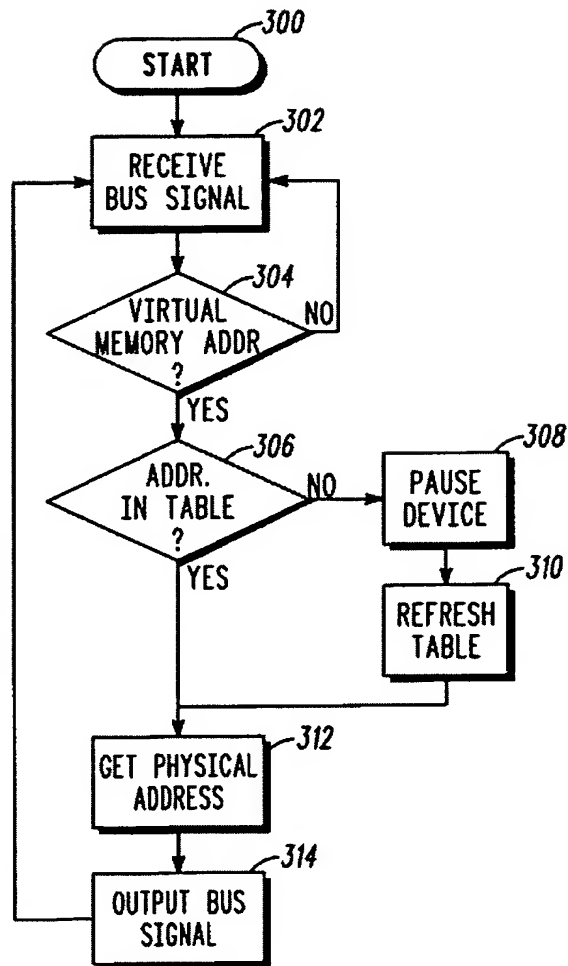 300
START
302
RECEIVE
BUS SIGNAL
304
VIRTUAL
MEMORY ADDR
?
NO
YES
306
ADDR.
IN TABLE
?
NO
YES
308
PAUSE
DEVICE
310
REFRESH
TABLE
312
GET PHYSICAL
ADDRESS
314
OUTPUT BUS
SIGNAL